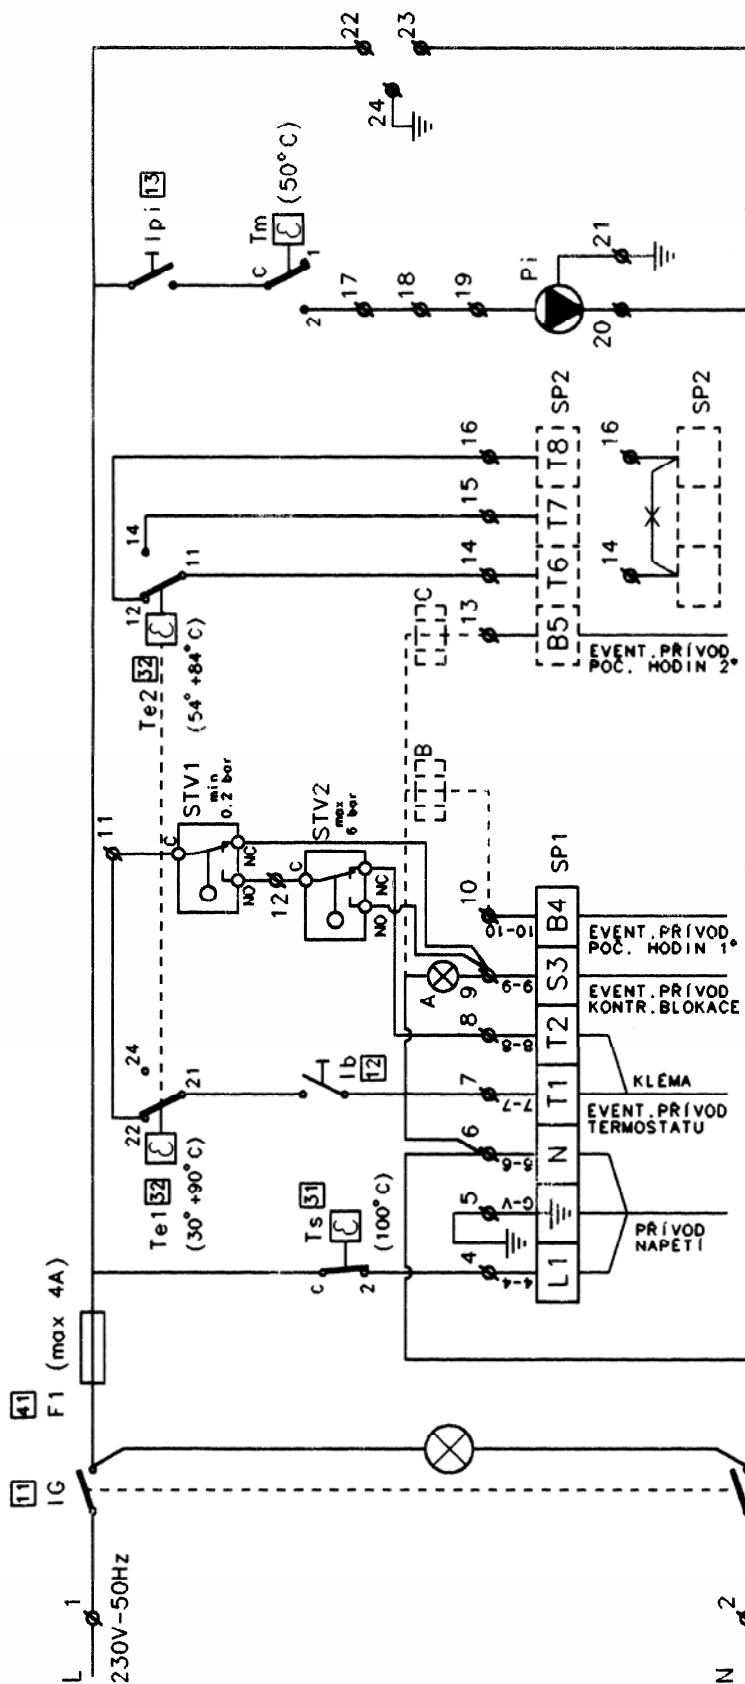 L
1
230V-50Hz
N
2
11
IG
41
F1 (max 4A)
Te1 32
(30° +90°C)
22
24
21
Ts 31
(100°C)
C
2
Ib
12
11
STV1
min
0.2 bar
C
NO
NC
12
STV2
max
6 bar
C
NO
NC
Te2 32
(54° +84°C)
12
14
11
Ipi 13
Tm
(50°C)
C
1
2
17
18
19
Pi
20
21
22
23
24
4
5
6
7
8
9
10
A
B
C
13
14
15
16
4-4
G-V
6-6
7-7
8-8
9-9
10-10
L1
N
T1
T2
S3
B4
SP1
B5
T6
T7
T8
SP2
14
16
SP2
PŘÍVOD
NAPĚTÍ
KLÉMA
EVENT.PŘÍVOD
TERMOSTATU
EVENT.PŘÍVOD
KONTR.BLOKACE
EVENT.PŘÍVOD
POČ. HODIN 1°
EVENT.PŘÍVOD
POČ. HODIN 2°